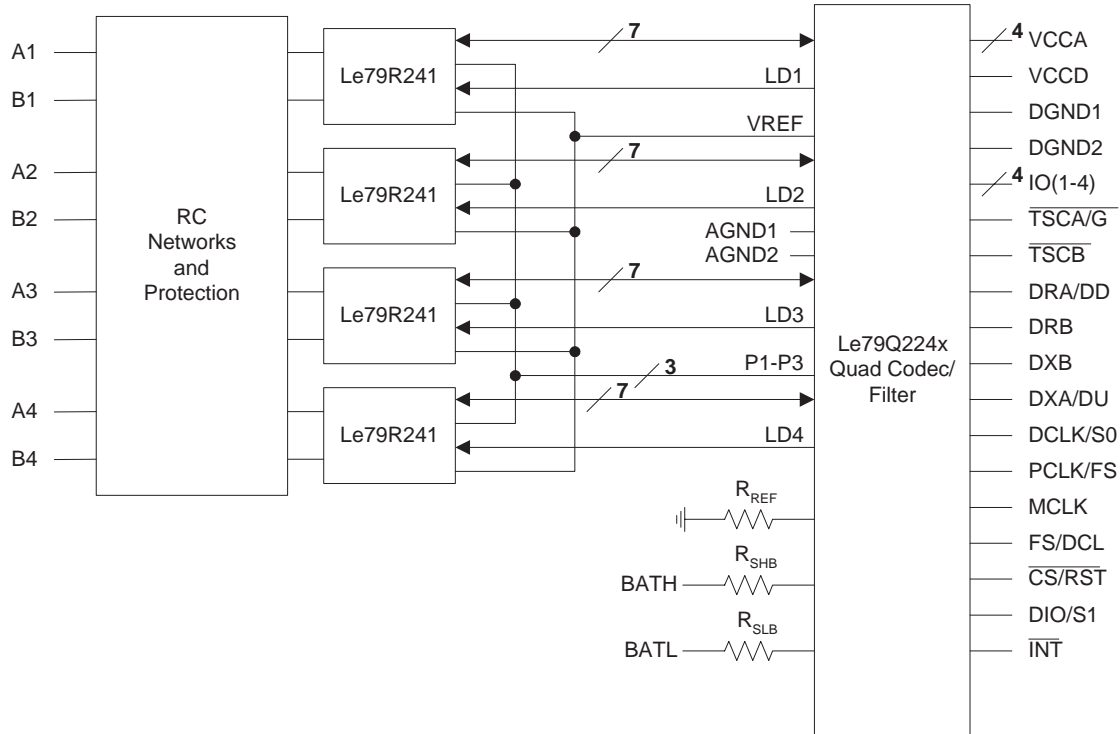 A1
B1
A2
B2
A3
B3
A4
B4
RC
Networks
and
Protection
Le79R241
Le79R241
Le79R241
Le79R241
7
LD1
VREF
7
LD2
AGND1
AGND2
7
LD3
3
P1-P3
7
LD4
RREF
RSHB
BATH
RSLB
BATL
Le79Q224x
Quad Codec/
Filter
4 VCCA
VCCD
DGND1
DGND2
4 IO(1-4)
TSCA/G
TSCB
DRA/DD
DRB
DXB
DXA/DU
DCLK/S0
PCLK/FS
MCLK
FS/DCL
CS/RST
DIO/S1
INT